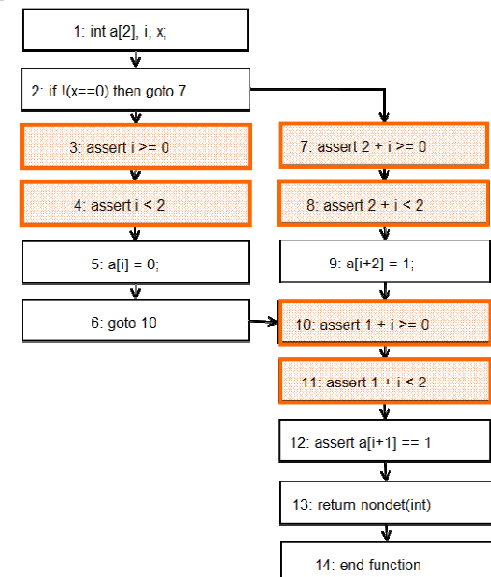 1: int a[2], i, x;
2: if !(x==0) then goto 7
3: assert i >= 0
4: assert i < 2
5: a[i] = 0;
6: goto 10
7: assert 2 + i >= 0
8: assert 2 + i < 2
9: a[i+2] = 1;
10: assert 1 + i >= 0
11: assert 1 + i < 2
12: assert a[i+1] == 1
13: return nondet(int)
14: end function